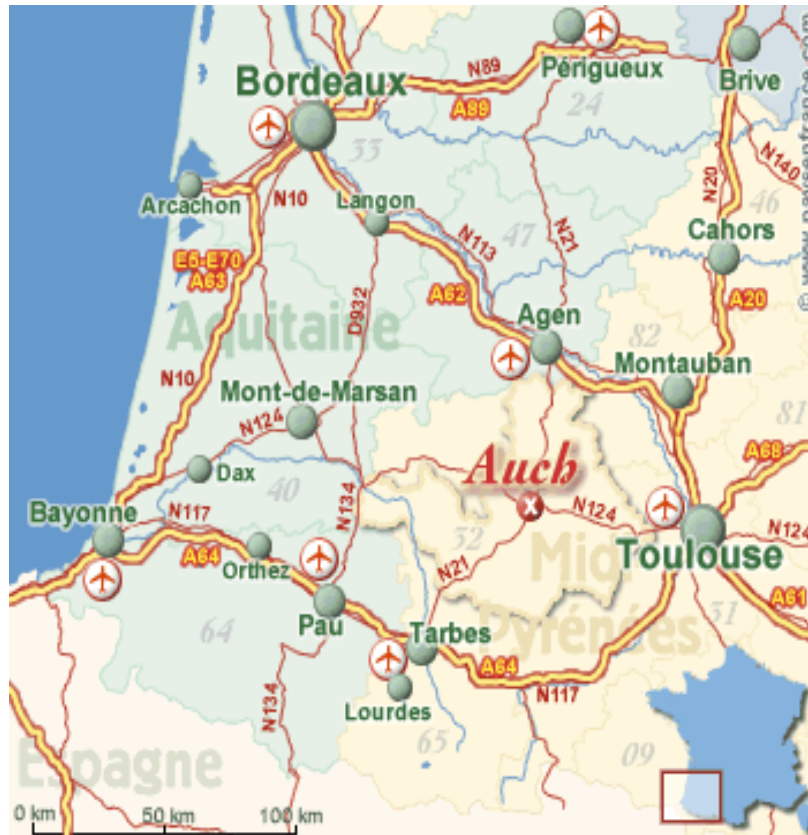 Bordeaux
N89
A89
Périgueux
24
Brive
N140
46
N20
33
N10
Arcachon
Langon
N113
47
N21
Cahors
E5-E70
A63
Aquitaine
D932
A62
A20
Agen
82
Montauban
N10
Mont-de-Marsan
N124
81
Auch
A68
Dax
40
N134
Bayonne
N117
x
N124
32
Toulouse
N124
A64
Orthez
Midi
Pyrénées
N21
Pau
64
Tarbes
31
A61
A64
N117
Lourdes
N134
65
09
Espagne
0 km
50 km
100 km